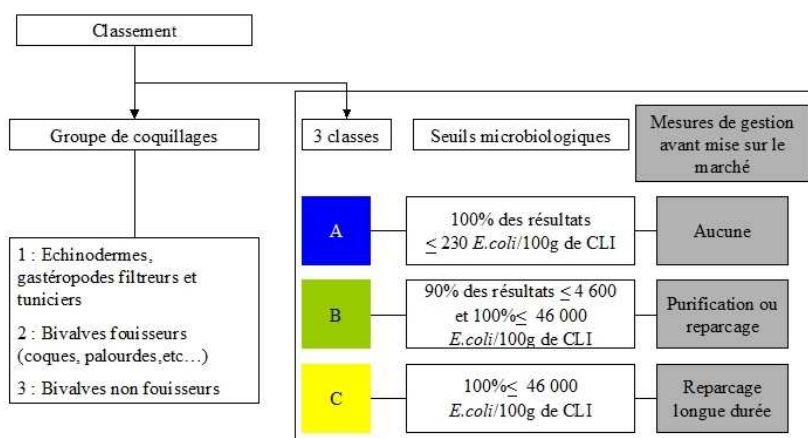 Classement
Groupe de coquillages
3 classes
Seuils microbiologiques
Mesures de gestion
avant mise sur le
marché
1 : Echinodermes,
gastéropodes filtreurs et
tuniciers
2 : Bivalves fouisseurs
(coques, palourdes,etc…)
3 : Bivalves non fouisseurs
A
100% des résultats
≤ 230 E.coli/100g de CLI
Aucune
B
90% des résultats ≤ 4 600
et 100%≤ 46 000
E.coli/100g de CLI
Purification ou
reparcage
C
100%≤ 46 000
E.coli/100g de CLI
Reparcage
longue durée